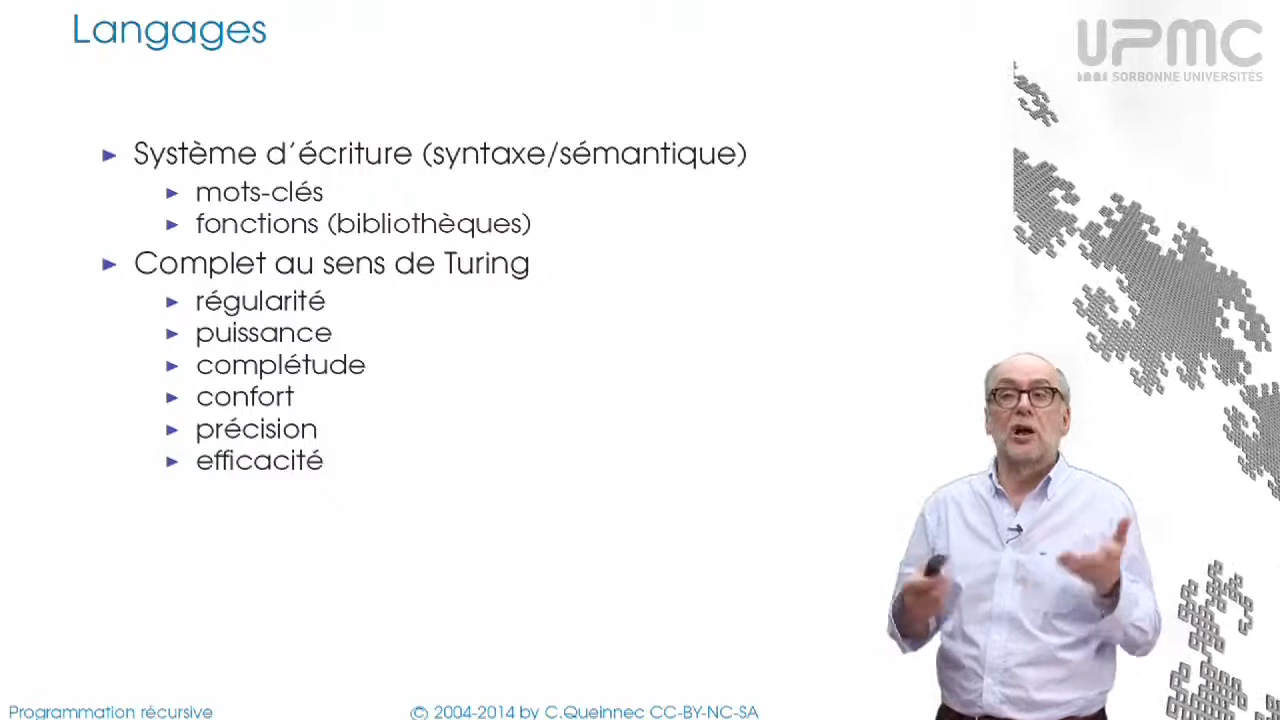 Langages
UPMC
SORBONNE UNIVERSITÉS
Système d'écriture (syntaxe/sémantique)
mots-clés
fonctions (bibliothèques)
Complet au sens de Turing
régularité
puissance
complétude
confort
précision
efficacité
Programmation récursive
© 2004-2014 by C.Queinnec CC-BY-NC-SA